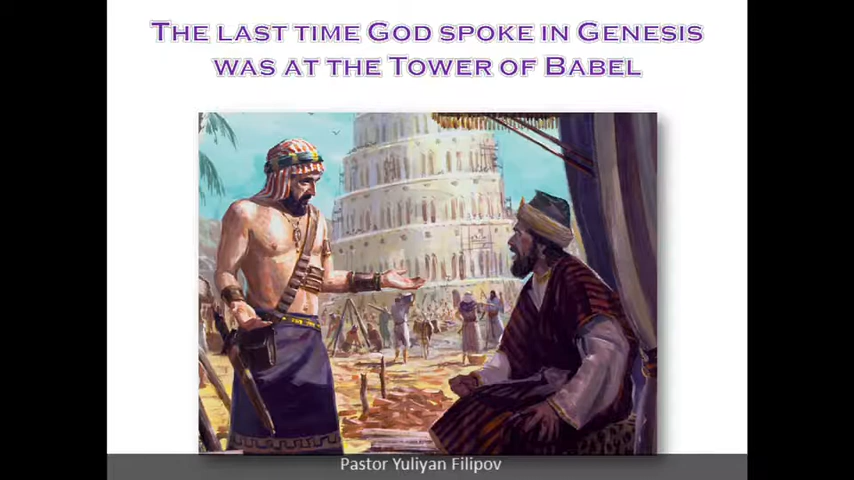 The last time God spoke in Genesis
was at the Tower of Babel
Pastor Yuliyan Filipov